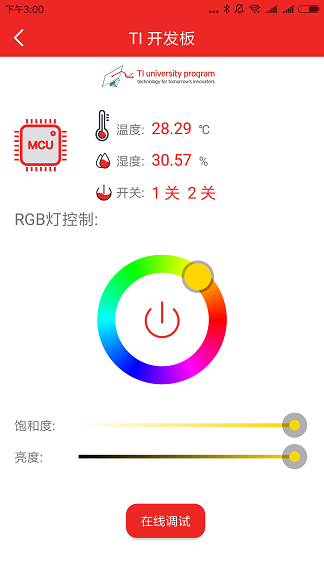 下午3:00
TI 开发板
TI university program
technology for tomorrow's innovators
MCU
温度: 28.29 ℃
湿度: 30.57 %
开关: 1 关 2 关
RGB灯控制:
饱和度:
亮度:
在线调试